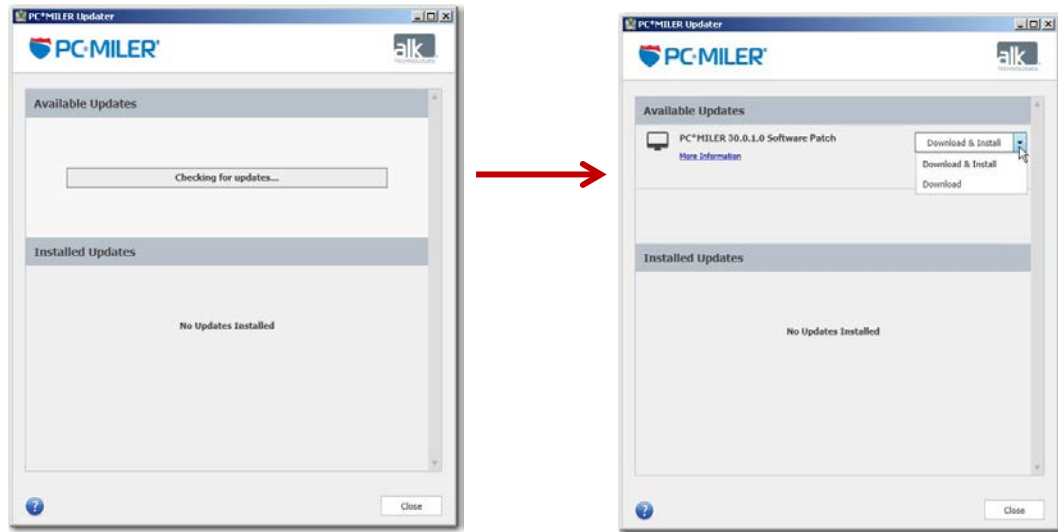 PC*MILER Updater
PC·MILER®
alk
TECHNOLOGIES
Available Updates
Checking for updates...
Installed Updates
No Updates Installed
?
Close
PC*MILER Updater
PC·MILER®
alk
TECHNOLOGIES
Available Updates
PC*MILER 30.0.1.0 Software Patch
More Information
Download & Install
Download & Install
Download
Installed Updates
No Updates Installed
?
Close